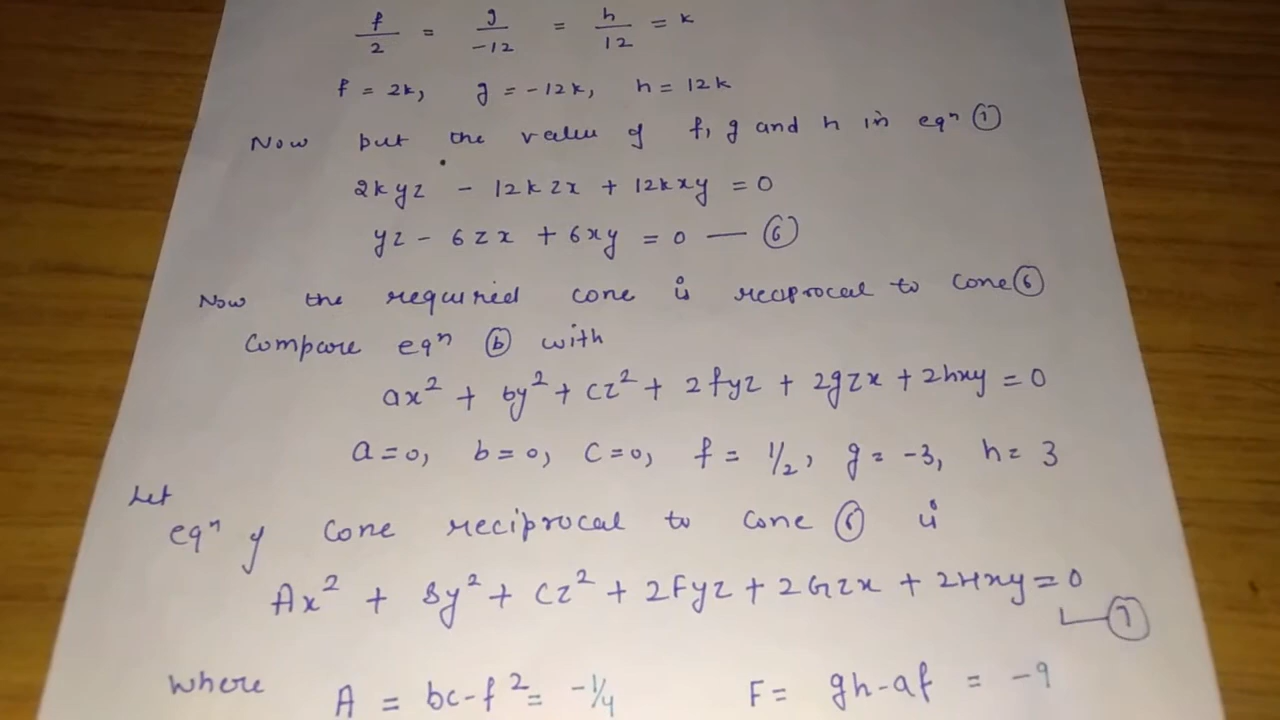 f/2 = g/-12 = h/12 = k
f = 2k, g = -12k, h = 12k
Now put the value of f, g and h in eqⁿ ①
2kyz - 12kzx + 12kxy = 0
yz - 6zx + 6xy = 0 — ⑥
Now the required cone is reciprocal to cone ⑥
Compare eqⁿ ⑥ with
ax² + by² + cz² + 2fyz + 2gzx + 2hxy = 0
a=0, b=0, c=0, f = 1/2, g = -3, h = 3
Let
eqⁿ of cone reciprocal to cone ⑥ is
Ax² + By² + Cz² + 2Fyz + 2Gzx + 2Hxy = 0
⑦
where A = bc-f² = -1/4 F = gh-af = -9